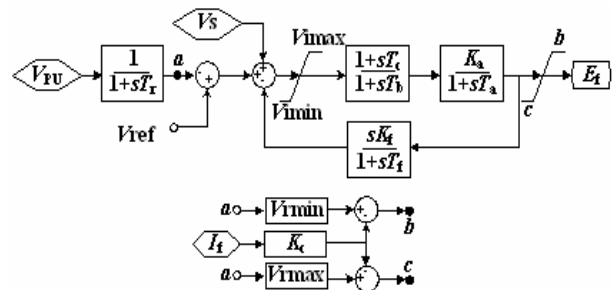 V_S
Vimax
b
V_PU
1
1+sT_r
a
-
+
+
-
1+sT_c
1+sT_b
K_a
1+sT_a
E_f
Vref
Vimin
c
sK_f
1+sT_f
a
Vrmin
+
-
b
I_f
K_c
a
Vrmax
+
-
c